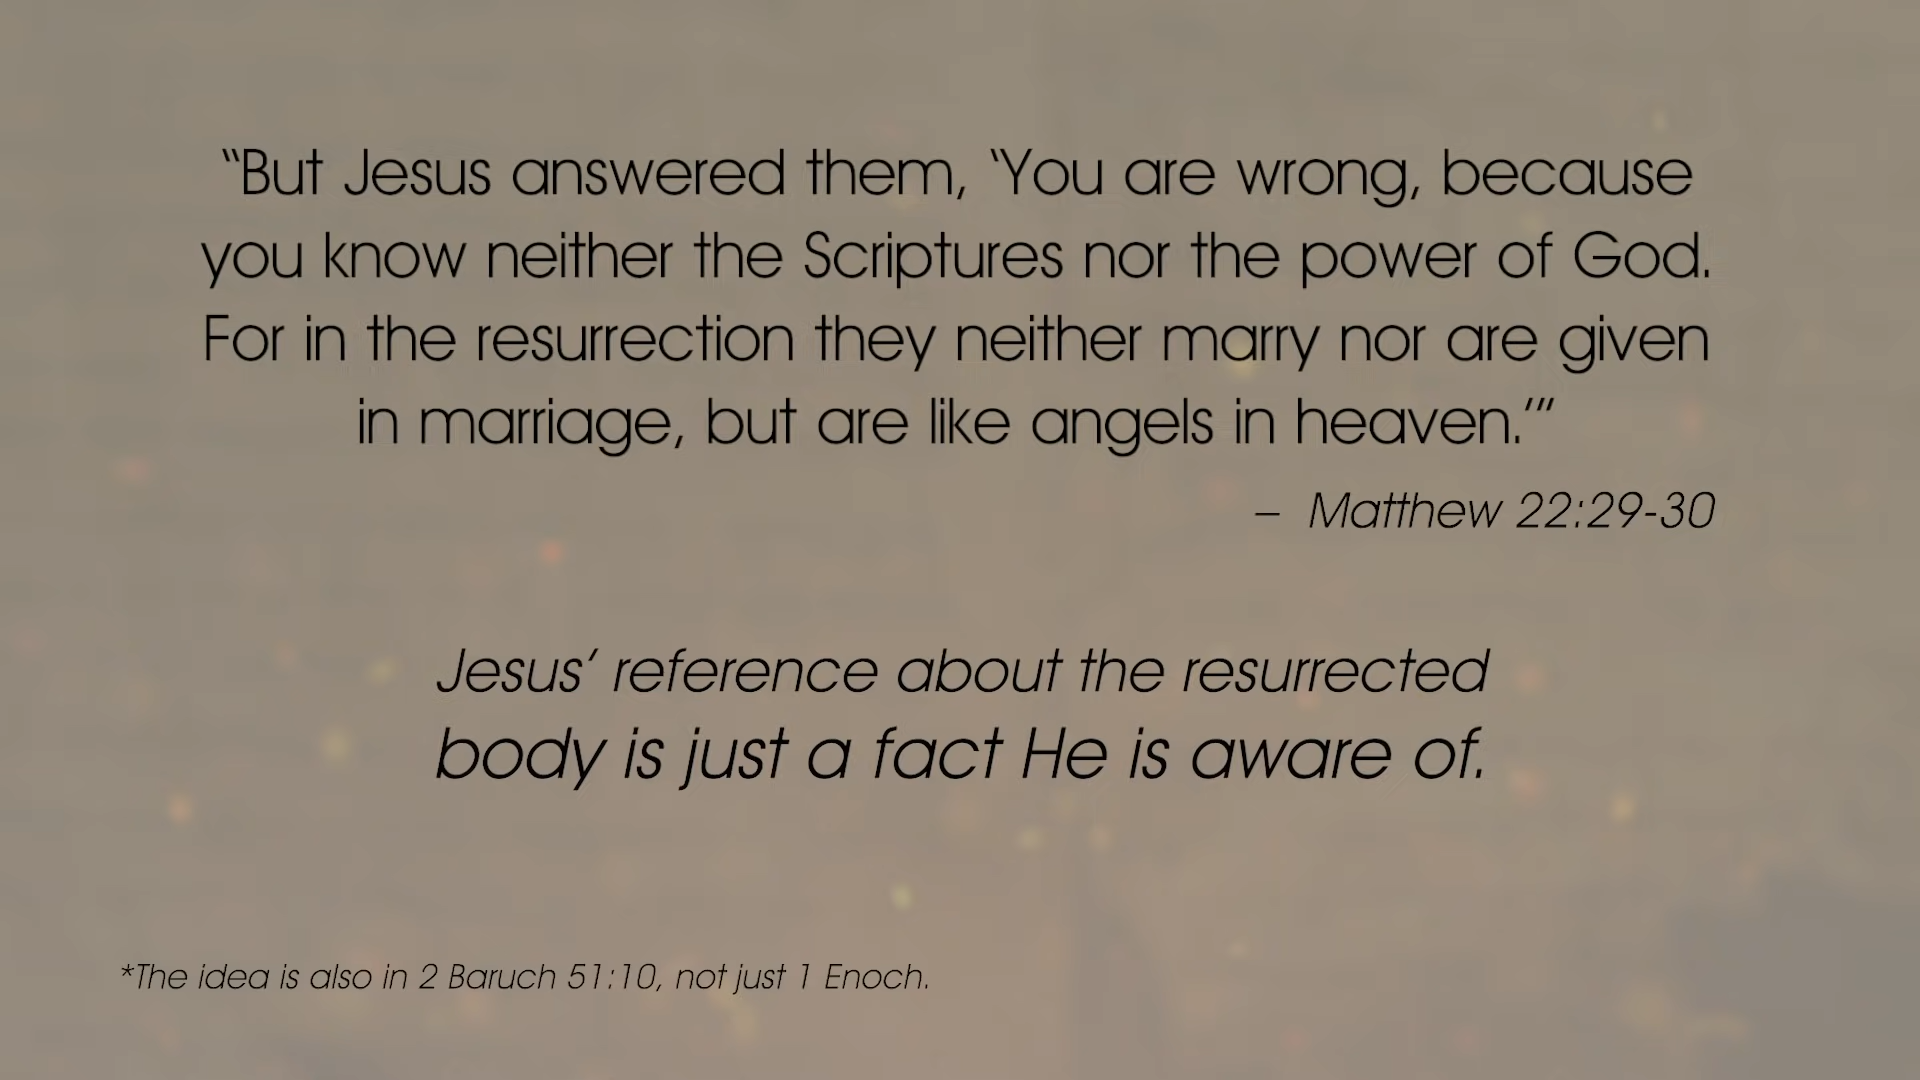 “But Jesus answered them, ‘You are wrong, because
you know neither the Scriptures nor the power of God.
For in the resurrection they neither marry nor are given
in marriage, but are like angels in heaven.’”
– Matthew 22:29-30
Jesus’ reference about the resurrected
body is just a fact He is aware of.
*The idea is also in 2 Baruch 51:10, not just 1 Enoch.